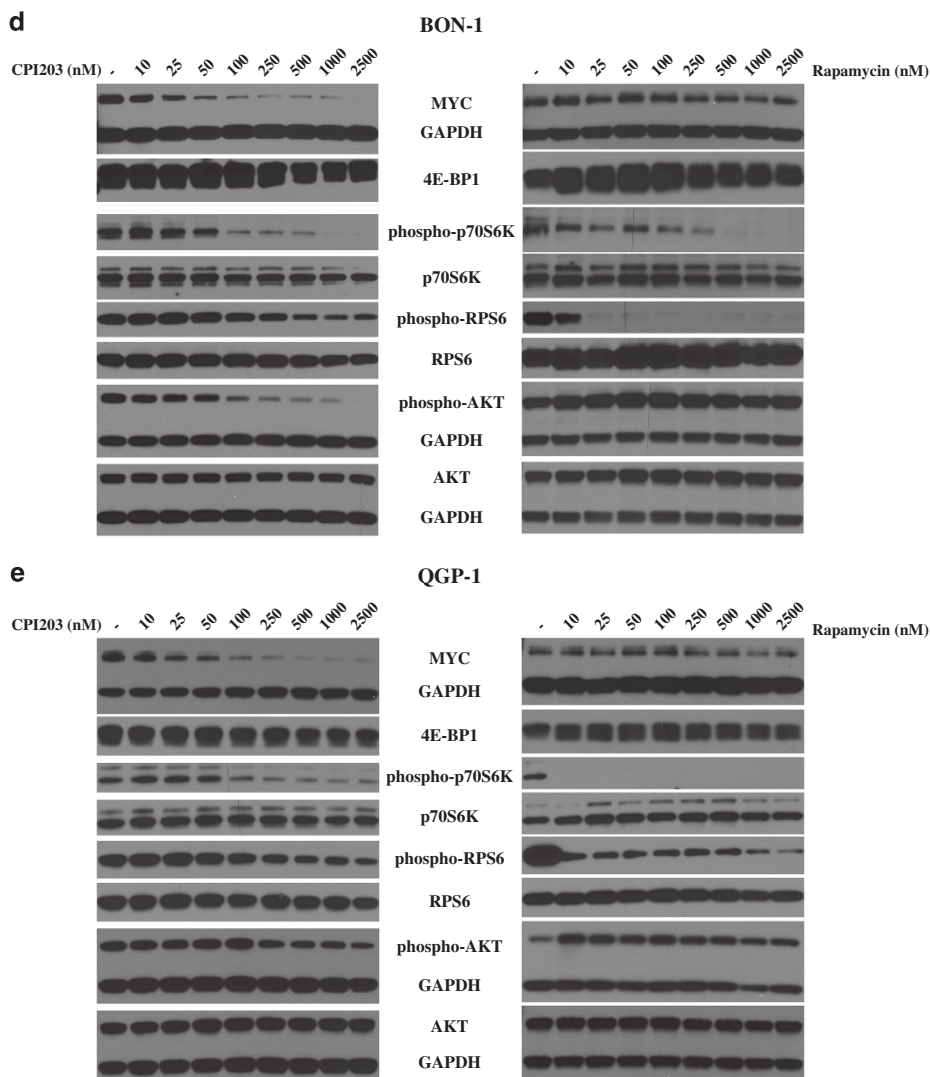 d
BON-1
CPI203 (nM) - 10 25 50 100 250 500 1000 2500
- 10 25 50 100 250 500 1000 2500 Rapamycin (nM)
MYC
GAPDH
4E-BP1
phospho-p70S6K
p70S6K
phospho-RPS6
RPS6
phospho-AKT
GAPDH
AKT
GAPDH
e
QGP-1
CPI203 (nM) - 10 25 50 100 250 500 1000 2500
- 10 25 50 100 250 500 1000 2500 Rapamycin (nM)
MYC
GAPDH
4E-BP1
phospho-p70S6K
p70S6K
phospho-RPS6
RPS6
phospho-AKT
GAPDH
AKT
GAPDH